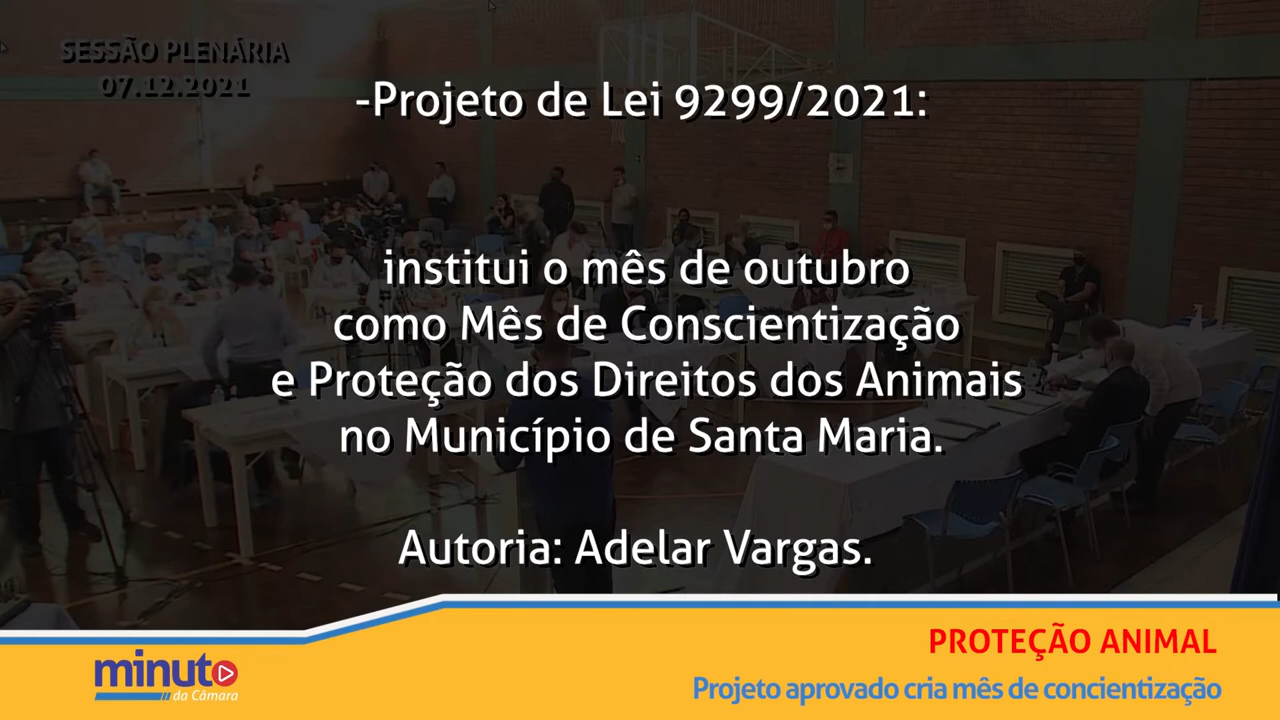 SESSÃO PLENÁRIA
07.12.2021
-Projeto de Lei 9299/2021:
institui o mês de outubro
como Mês de Conscientização
e Proteção dos Direitos dos Animais
no Município de Santa Maria.
Autoria: Adelar Vargas.
PROTEÇÃO ANIMAL
Projeto aprovado cria mês de concientização
minuto
da Câmara